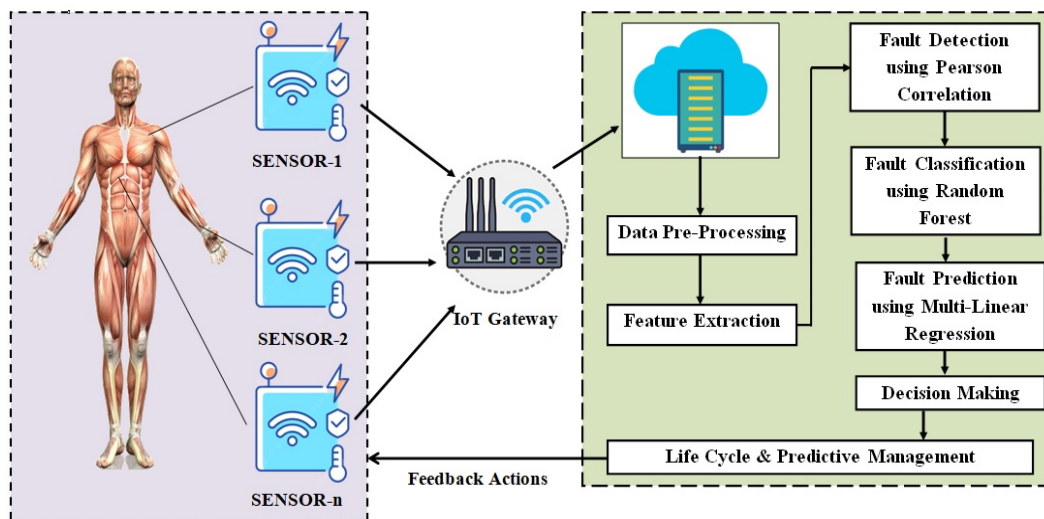 SENSOR-1
SENSOR-2
SENSOR-n
IoT Gateway
Data Pre-Processing
Feature Extraction
Fault Detection
using Pearson
Correlation
Fault Classification
using Random
Forest
Fault Prediction
using Multi-Linear
Regression
Decision Making
Life Cycle & Predictive Management
Feedback Actions